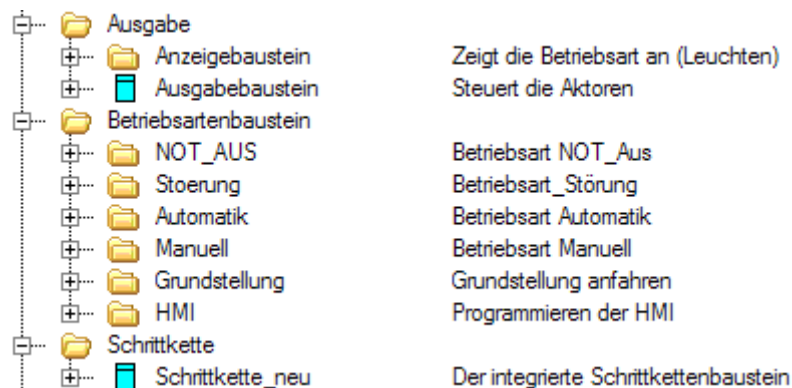 Ausgabe
Anzeigebaustein Zeigt die Betriebsart an (Leuchten)
Ausgabebaustein Steuert die Aktoren
Betriebsartenbaustein
NOT_AUS Betriebsart NOT_Aus
Stoerung Betriebsart_Störung
Automatik Betriebsart Automatik
Manuell Betriebsart Manuell
Grundstellung Grundstellung anfahren
HMI Programmieren der HMI
Schrittkette
Schrittkette_neu Der integrierte Schrittkettenbaustein